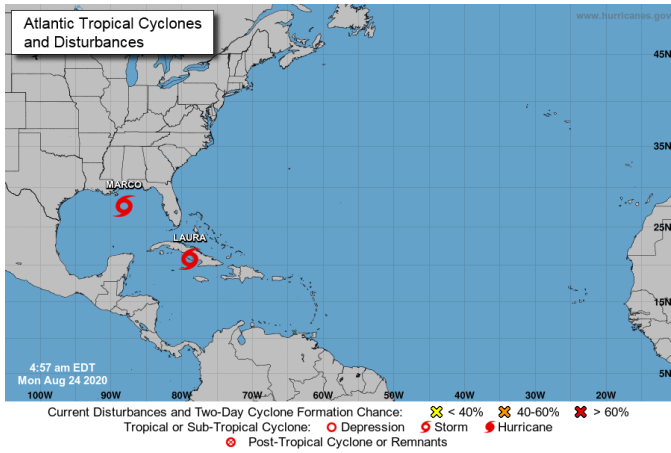 Atlantic Tropical Cyclones
and Disturbances
www.hurricanes.gov
45N
35N
MARCO
25N
LAURA
15N
4:57 am EDT
Mon Aug 24 2020
5N
100W 90W 80W 70W 60W 50W 40W 30W 20W
Current Disturbances and Two-Day Cyclone Formation Chance: < 40% 40-60% > 60%
Tropical or Sub-Tropical Cyclone: Depression Storm Hurricane
Post-Tropical Cyclone or Remnants